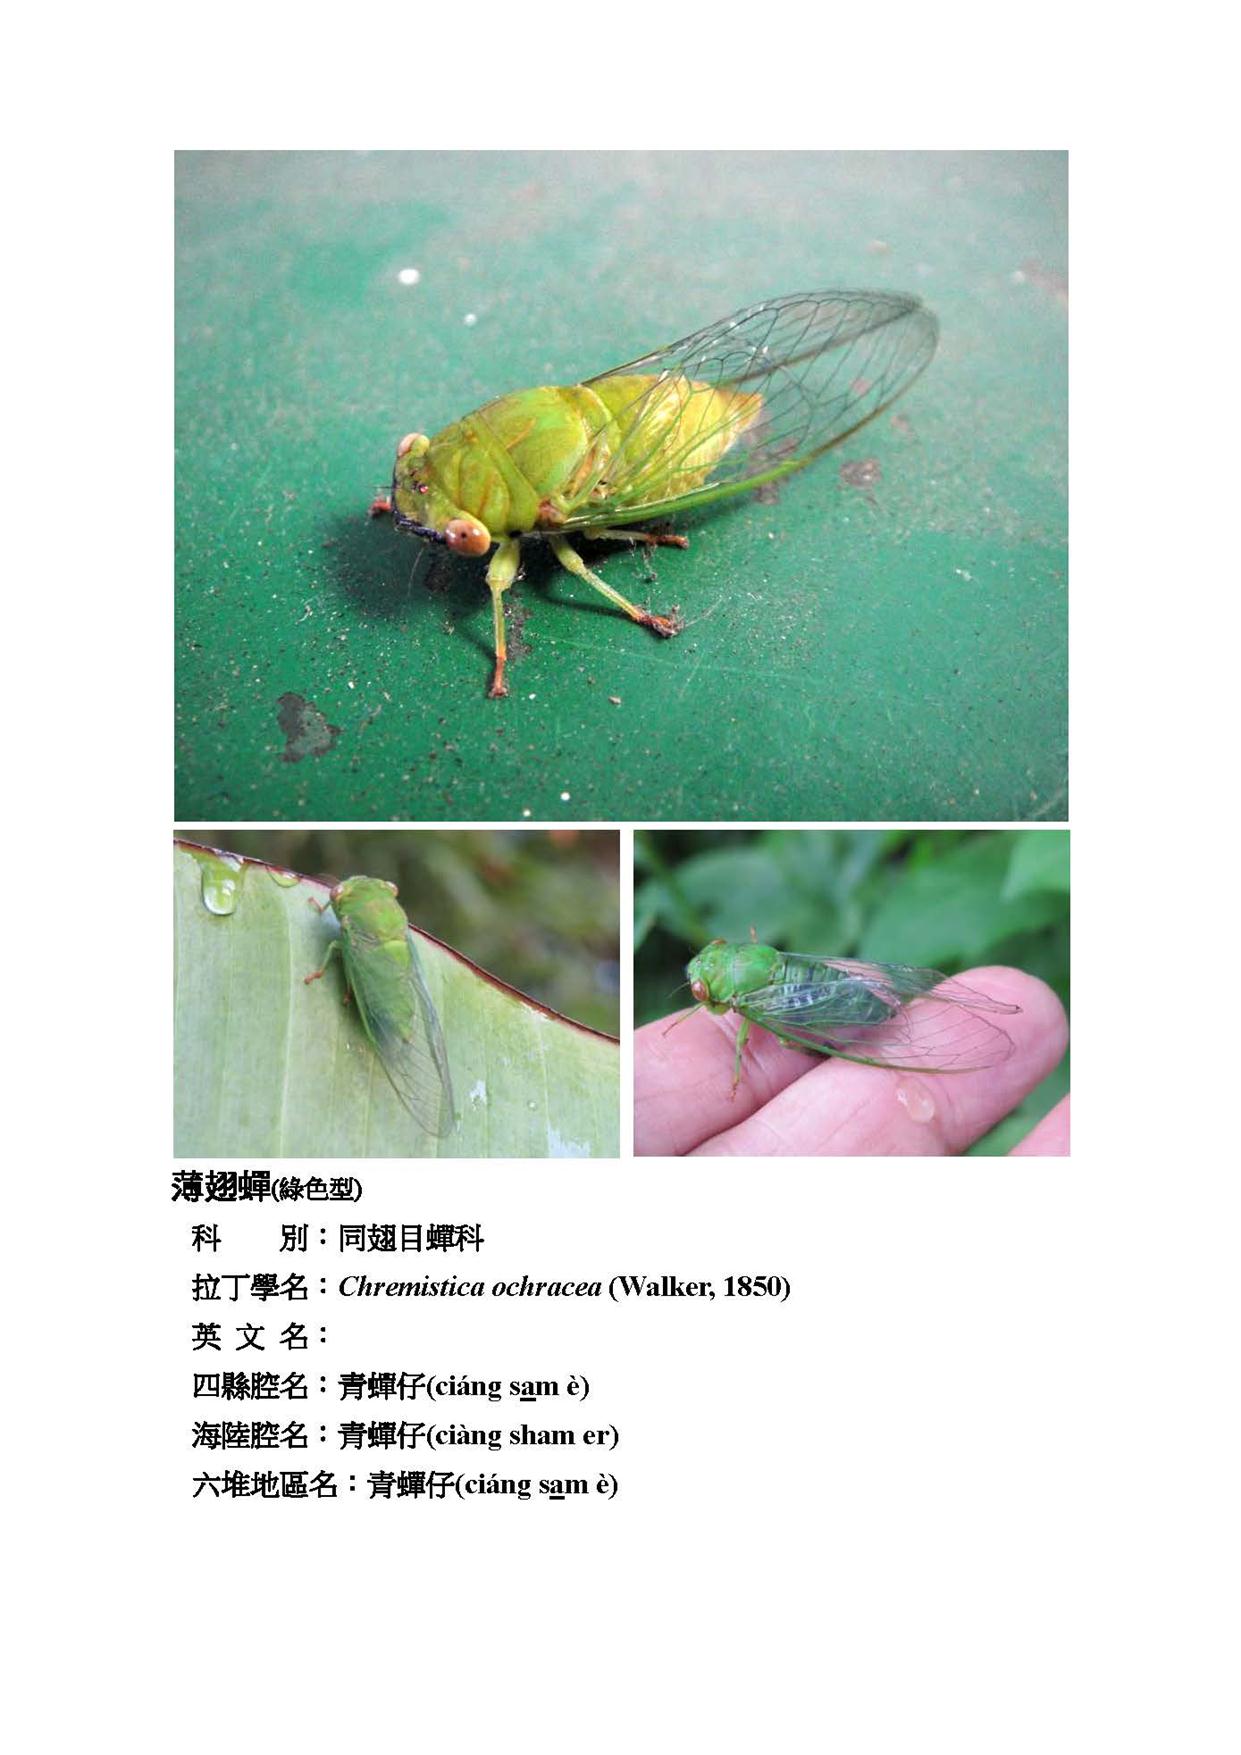 薄翅蟬(綠色型)
科　　別：同翅目蟬科
拉丁學名：Chremistica ochracea (Walker, 1850)
英 文 名：
四縣腔名：青蟬仔(ciáng sam è)
海陸腔名：青蟬仔(ciàng sham er)
六堆地區名：青蟬仔(ciáng sam è)